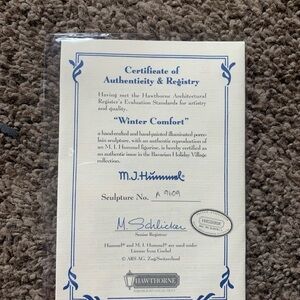 Certificate of
Authenticity & Registry
Having met the Hawthorne Architectural
Register's Evaluation Standards for artistry
and quality,
"Winter Comfort"
a hand-crafted and hand-painted illuminated porce-
lain sculpture, with an authentic reproduction of
an M. I. Hummel figurine, is hereby certified as
an authentic issue in the Bavarian Holiday Village
collection.
M.J.Hummel®
Sculpture No. A 9609
M. Schlicker
Senior Registrar
Hummel® and M. I. Hummel® are used under
License from Goebel
© ARS AG, Zug/Switzerland
HAWTHORNE